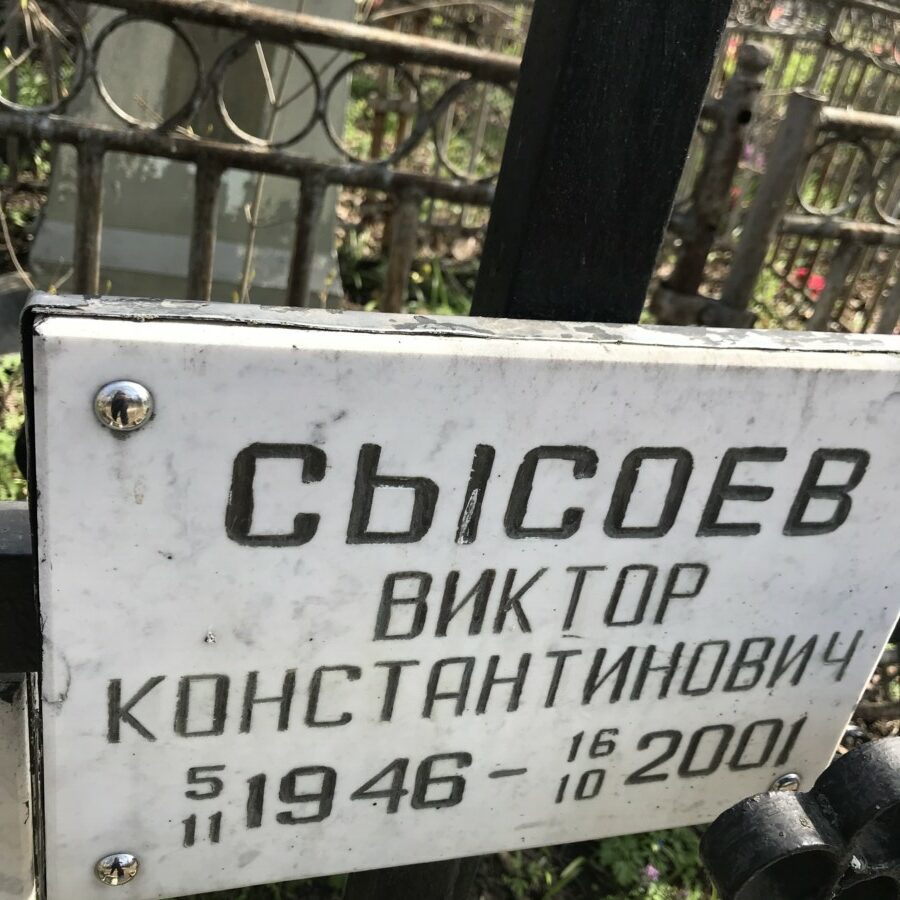 СЫСОЕВ
ВИКТОР
КОНСТАНТИНОВИЧ
5/11 1946 – 16/10 2001